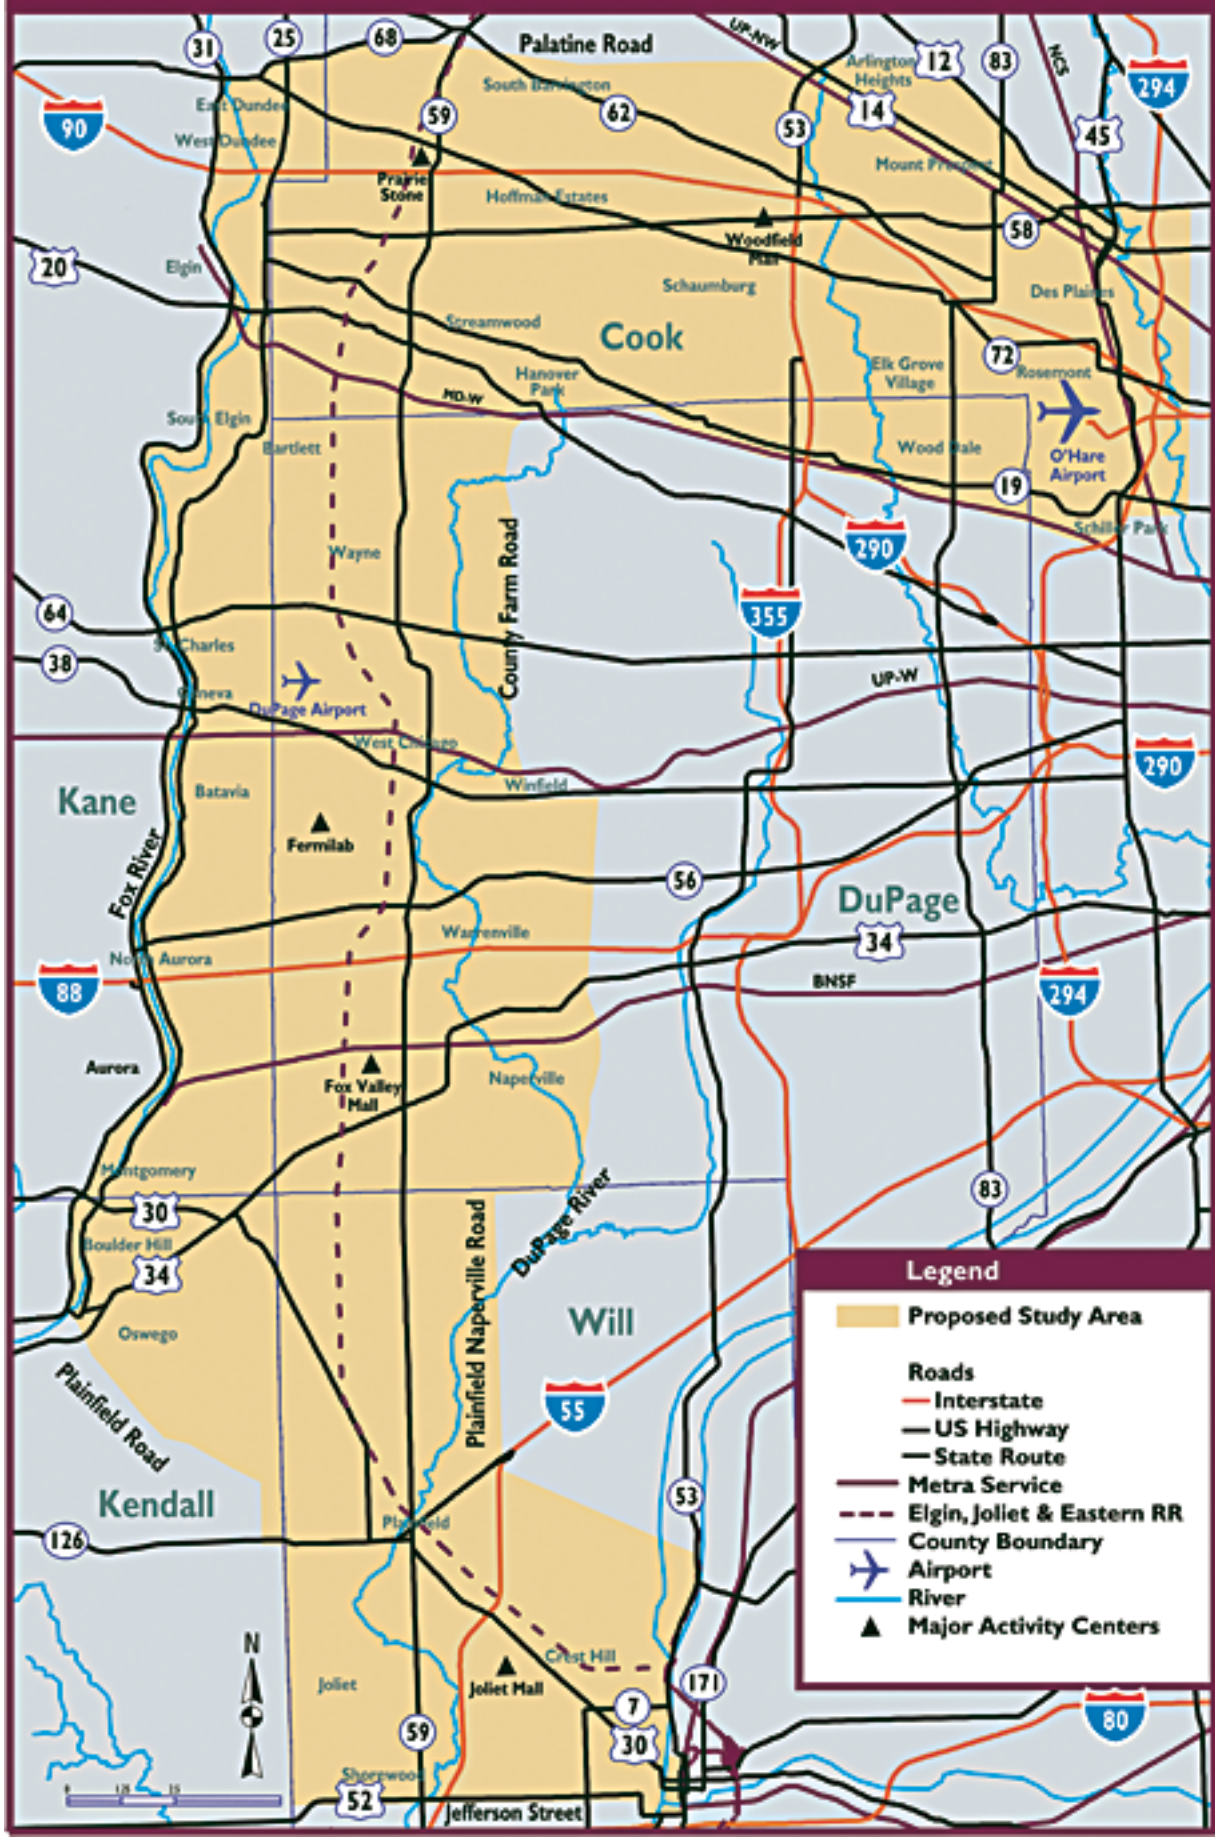 31
25
68
Palatine Road
UP-NW
12
83
NCS
294
Arlington
Heights
South Barrington
East Dundee
90
59
62
14
53
45
West Dundee
Mount Prospect
Prairie
Stone
Hoffman Estates
Woodfield
Mall
58
20
Elgin
Schaumburg
Des Plaines
Streamwood
Cook
72
Elk Grove
Village
Rosemont
Hanover
Park
MD-W
South Elgin
Bartlett
Wood Dale
O'Hare
Airport
19
Schiller Park
County Farm Road
290
Wayne
64
355
St. Charles
38
Geneva
DuPage Airport
UP-W
West Chicago
290
Winfield
Kane
Batavia
Fermilab
Fox River
56
DuPage
Warrenville
34
North Aurora
88
BNSF
294
Aurora
Fox Valley
Mall
Naperville
Montgomery
83
30
Plainfield Naperville Road
DuPage River
Boulder Hill
34
Oswego
Will
Plainfield Road
55
Kendall
53
126
Plainfield
N
Crest Hill
Joliet
Joliet Mall
171
7
59
30
80
Shorewood
52
Jefferson Street
Legend
Proposed Study Area
Roads
Interstate
US Highway
State Route
Metra Service
Elgin, Joliet & Eastern RR
County Boundary
Airport
River
Major Activity Centers